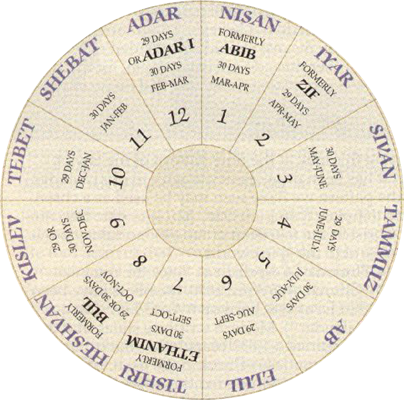 NISAN
FORMERLY
ABIB
30 DAYS
MAR-APR
1
IYAR
FORMERLY
ZIF
29 DAYS
APR-MAY
2
SIVAN
30 DAYS
MAY-JUNE
3
TAMMUZ
29 DAYS
JUNE-JULY
4
AB
30 DAYS
JULY-AUG
5
ELUL
29 DAYS
AUG-SEPT
6
TISHRI
FORMERLY
ETHANIM
30 DAYS
SEPT-OCT
7
HESHVAN
FORMERLY
BUL
29 OR 30 DAYS
OCT-NOV
8
KISLEV
29 OR
30 DAYS
NOV-DEC
9
TEBET
29 DAYS
DEC-JAN
10
SHEBAT
30 DAYS
JAN-FEB
11
ADAR
29 DAYS
OR ADAR I
30 DAYS
FEB-MAR
12